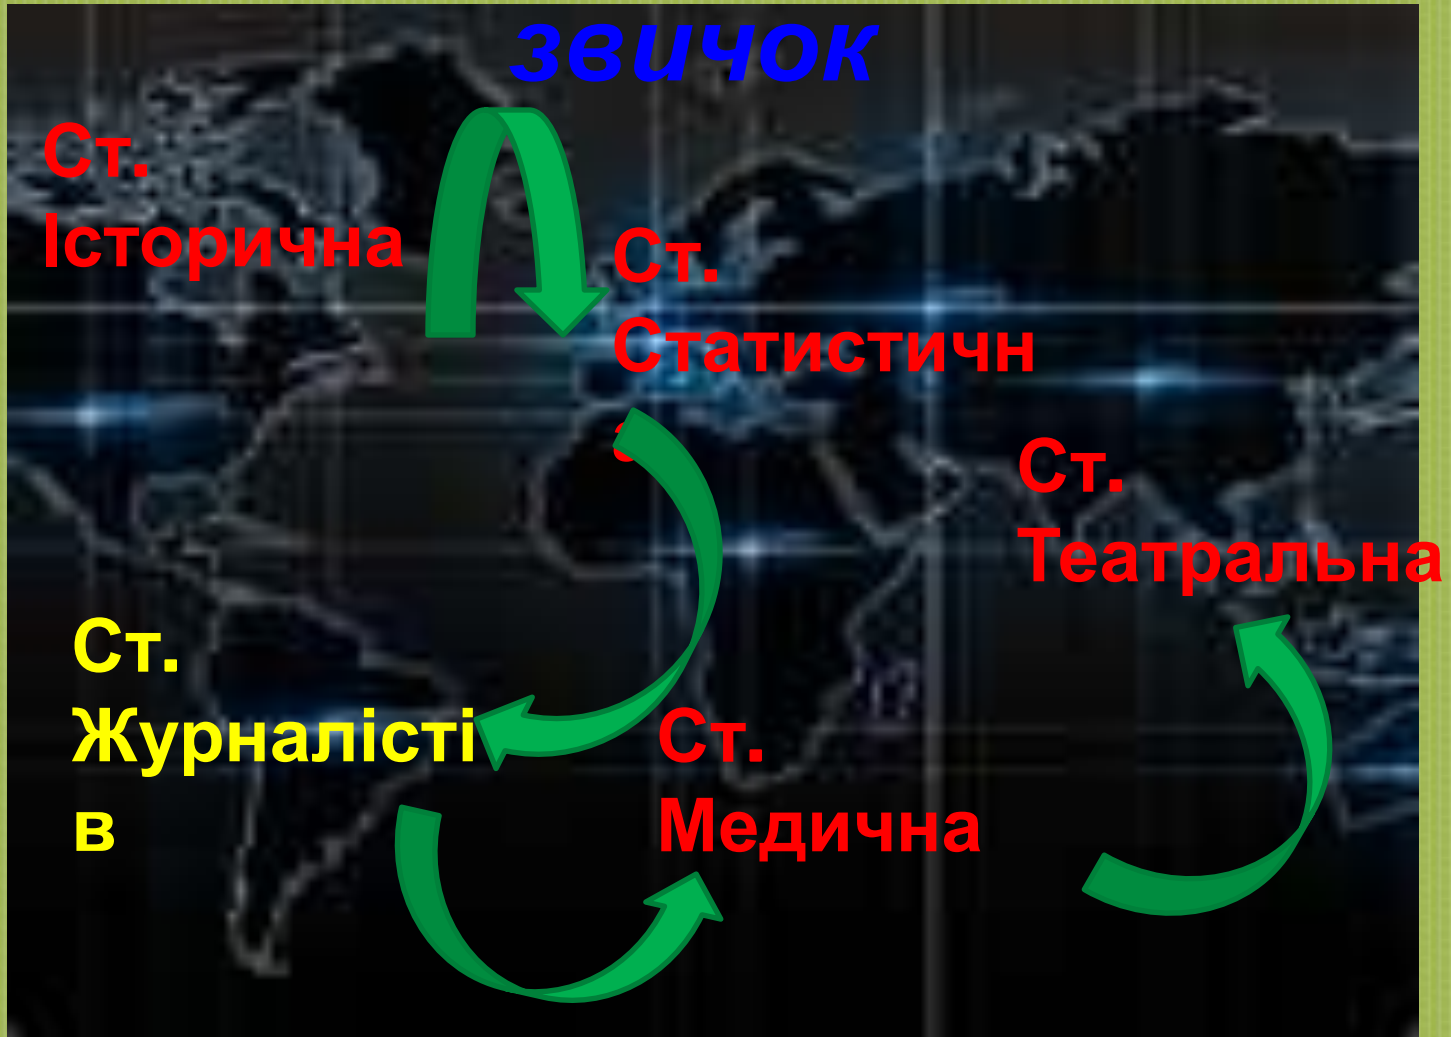 звичок
Ст.
Історична
Ст.
Статистичн
а
Ст.
Театральна
Ст.
Журналісті
в
Ст.
Медична